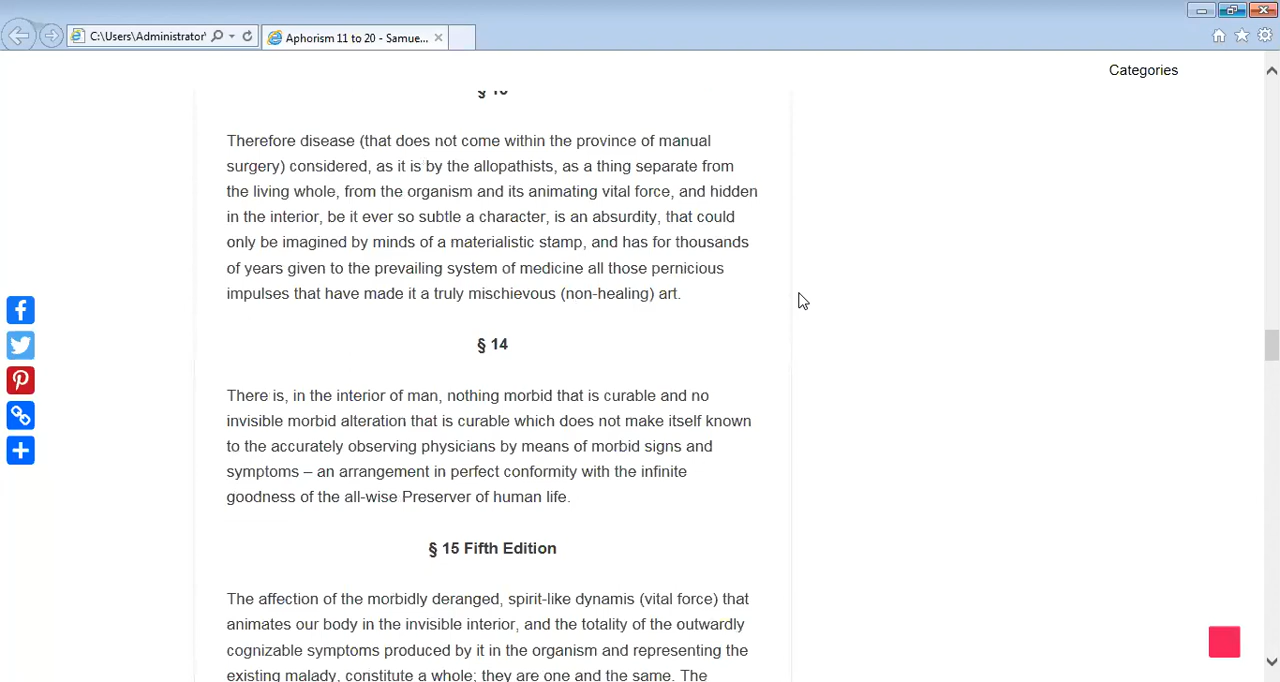 C:\Users\Administrator'
Aphorism 11 to 20 - Samue...
Categories
Therefore disease (that does not come within the province of manual
surgery) considered, as it is by the allopathists, as a thing separate from
the living whole, from the organism and its animating vital force, and hidden
in the interior, be it ever so subtle a character, is an absurdity, that could
only be imagined by minds of a materialistic stamp, and has for thousands
of years given to the prevailing system of medicine all those pernicious
impulses that have made it a truly mischievous (non-healing) art.
§ 14
There is, in the interior of man, nothing morbid that is curable and no
invisible morbid alteration that is curable which does not make itself known
to the accurately observing physicians by means of morbid signs and
symptoms – an arrangement in perfect conformity with the infinite
goodness of the all-wise Preserver of human life.
§ 15 Fifth Edition
The affection of the morbidly deranged, spirit-like dynamis (vital force) that
animates our body in the invisible interior, and the totality of the outwardly
cognizable symptoms produced by it in the organism and representing the
existing malady, constitute a whole; they are one and the same. The